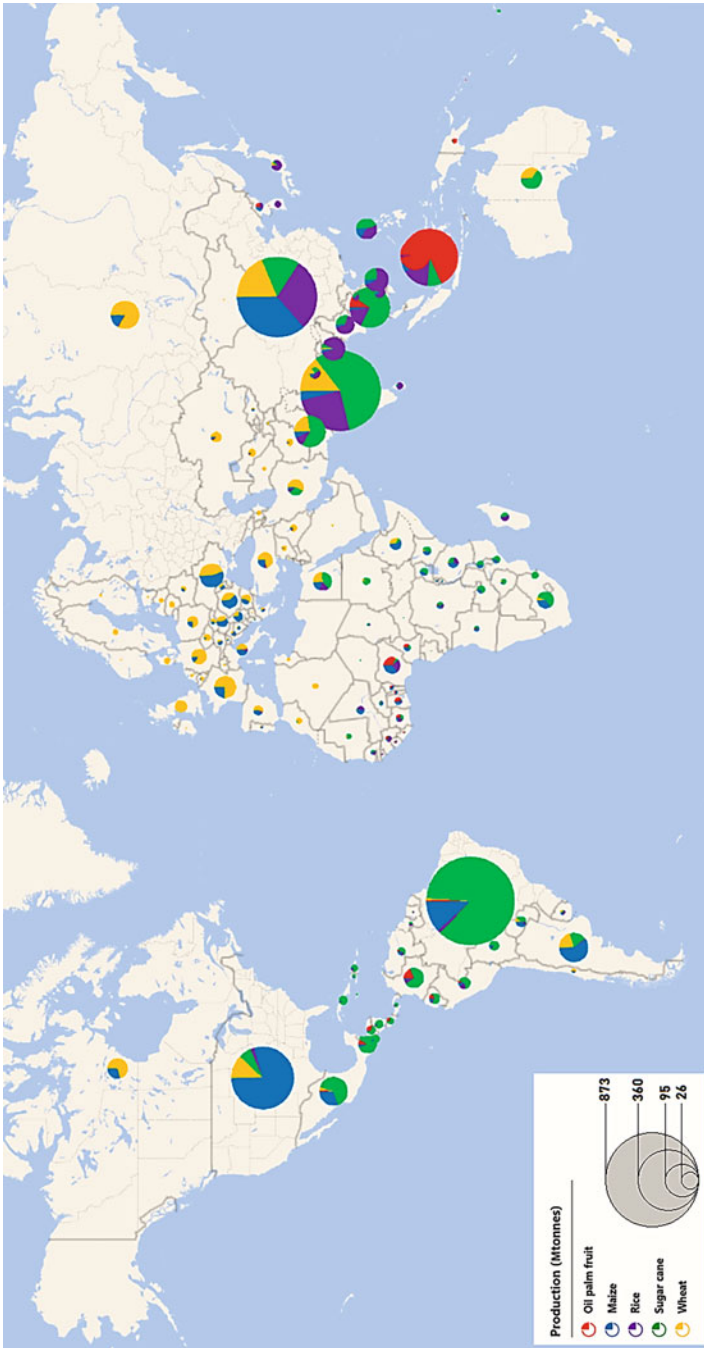 Production (Mtonnes)
Oil palm fruit
Maize
Rice
Sugar cane
Wheat
873
360
95
26